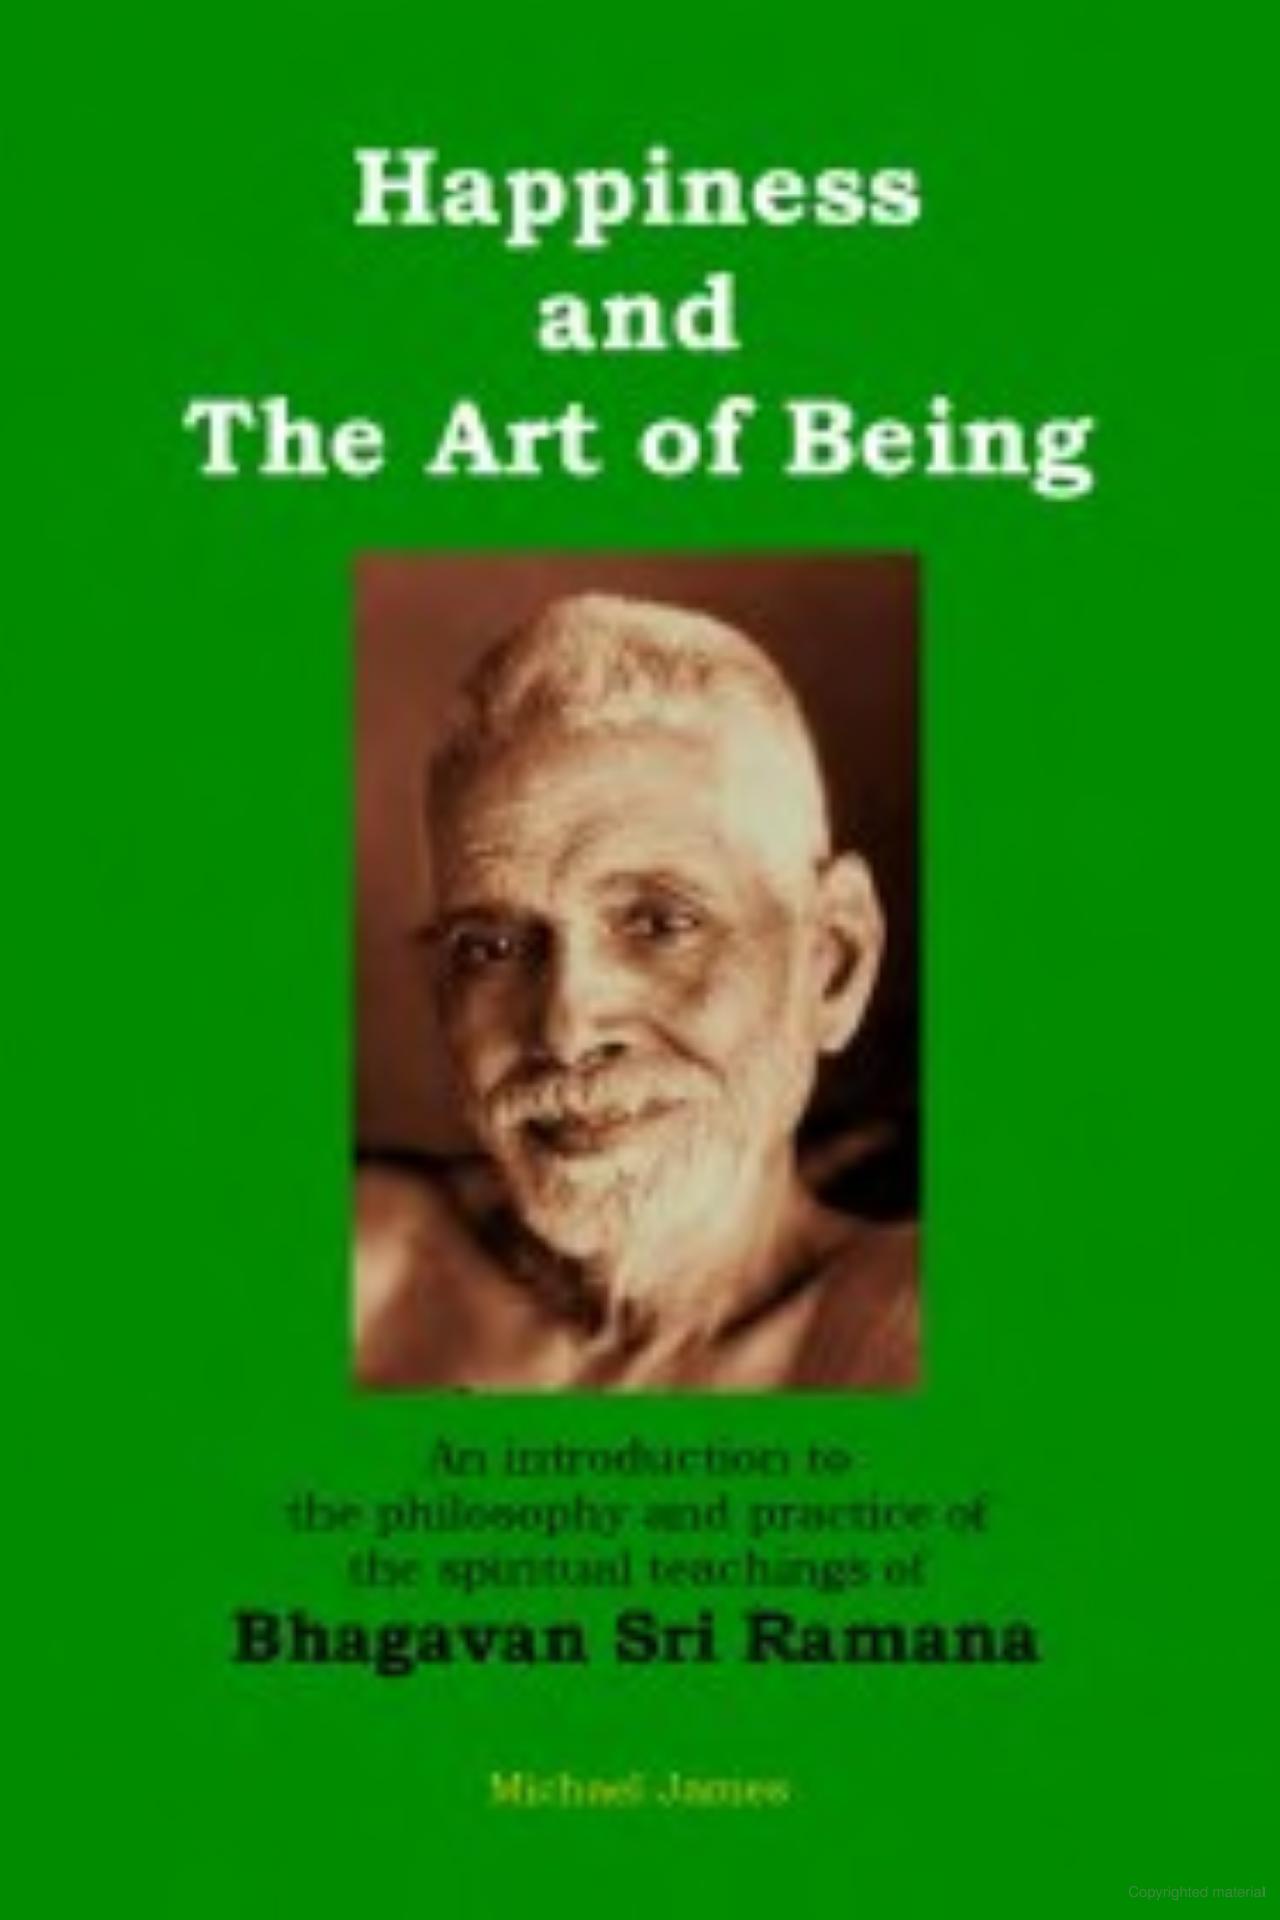 Happiness
and
The Art of Being
An introduction to
the philosophy and practice of
the spiritual teachings of
Bhagavan Sri Ramana
Michael James
Copyrighted material